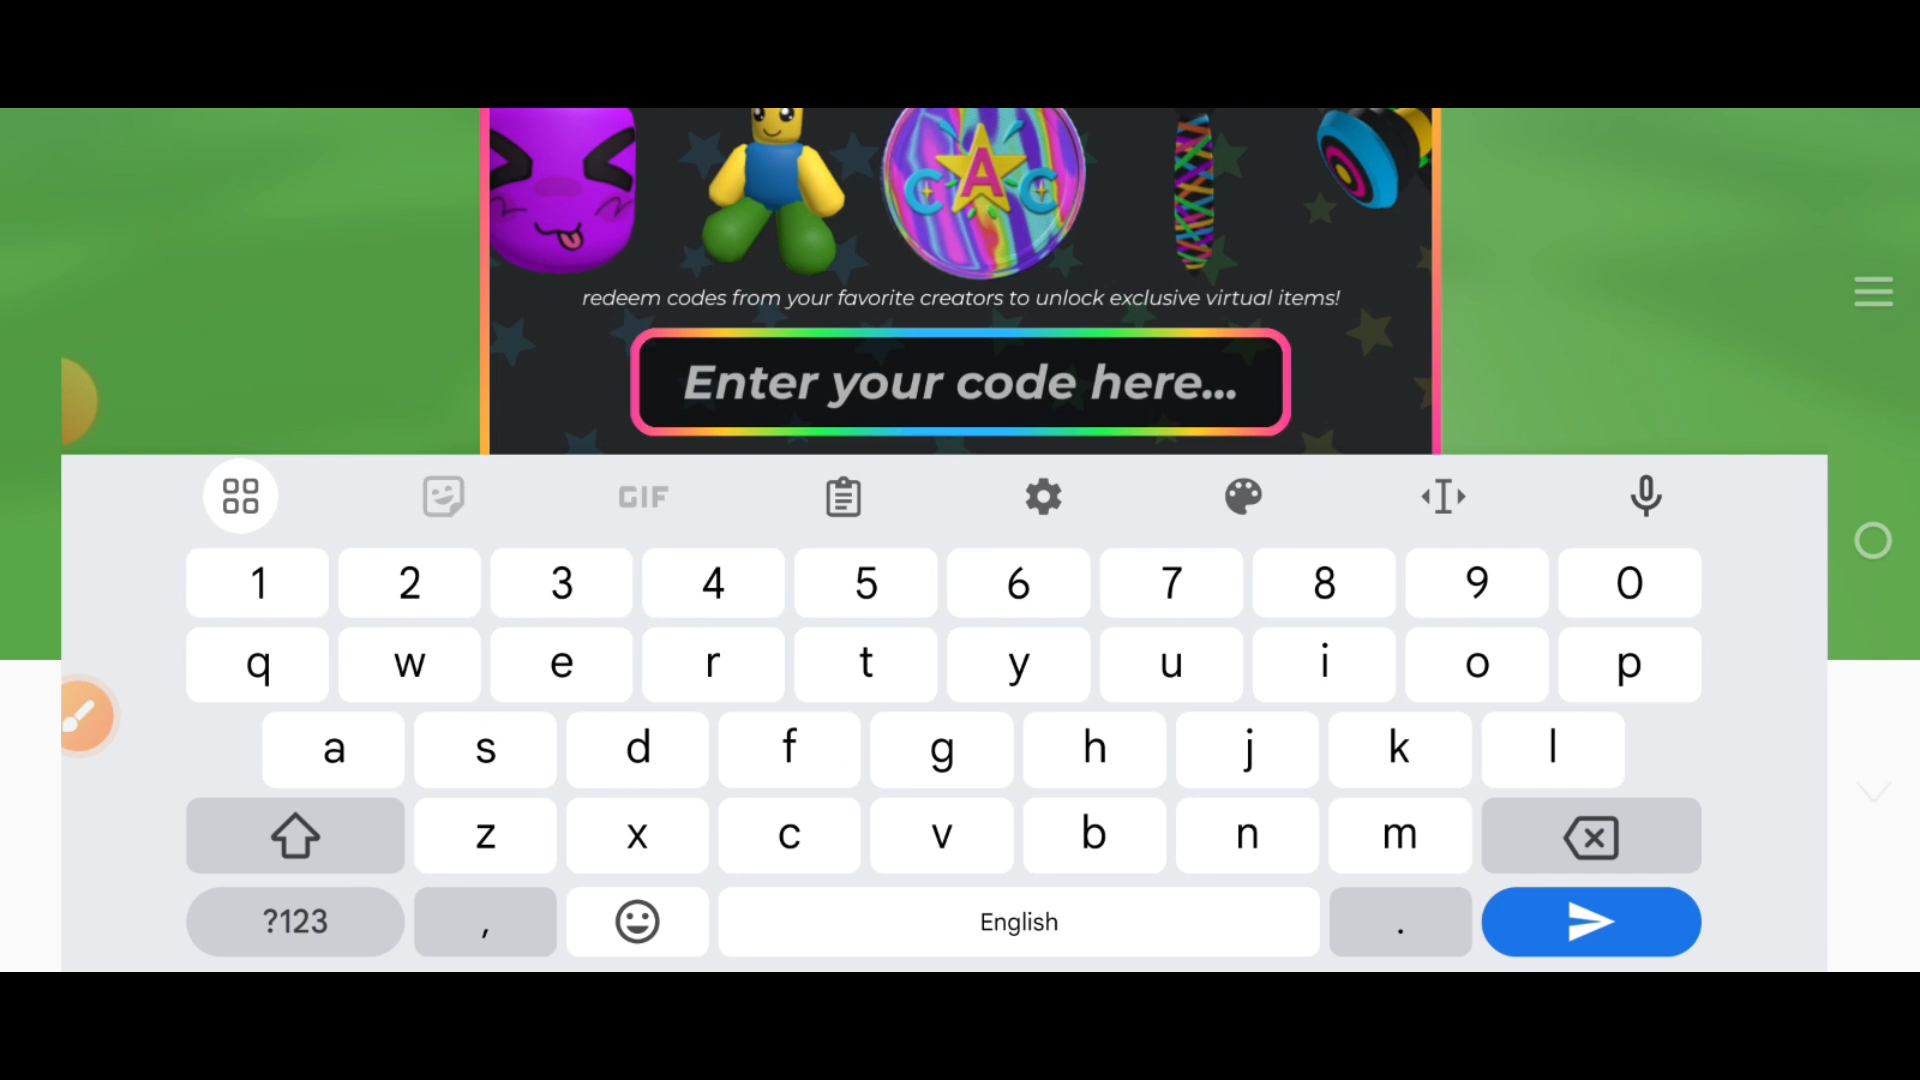 C A C
redeem codes from your favorite creators to unlock exclusive virtual items!
Enter your code here...
GIF
1 2 3 4 5 6 7 8 9 0
q w e r t y u i o p
a s d f g h j k l
z x c v b n m
?123 , English .